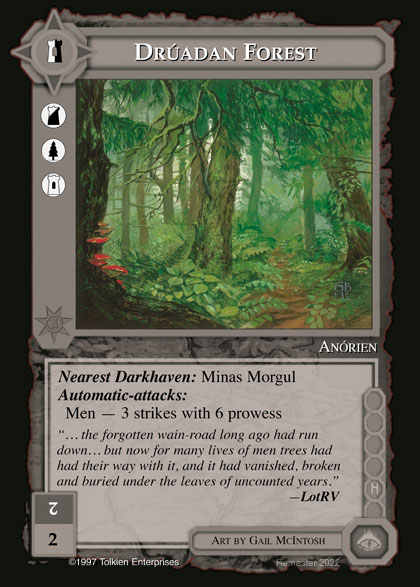 DRÚADAN FOREST
GB
Mc
ANÓRIEN
Nearest Darkhaven: Minas Morgul
Automatic-attacks:
Men — 3 strikes with 6 prowess
“… the forgotten wain-road long ago had run
down… but now for many lives of men trees had
had their way with it, and it had vanished, broken
and buried under the leaves of uncounted years.”
–LotRV
H
2
2
ART BY GAIL MCINTOSH
©1997 Tolkien Enterprises
Remaster 2022